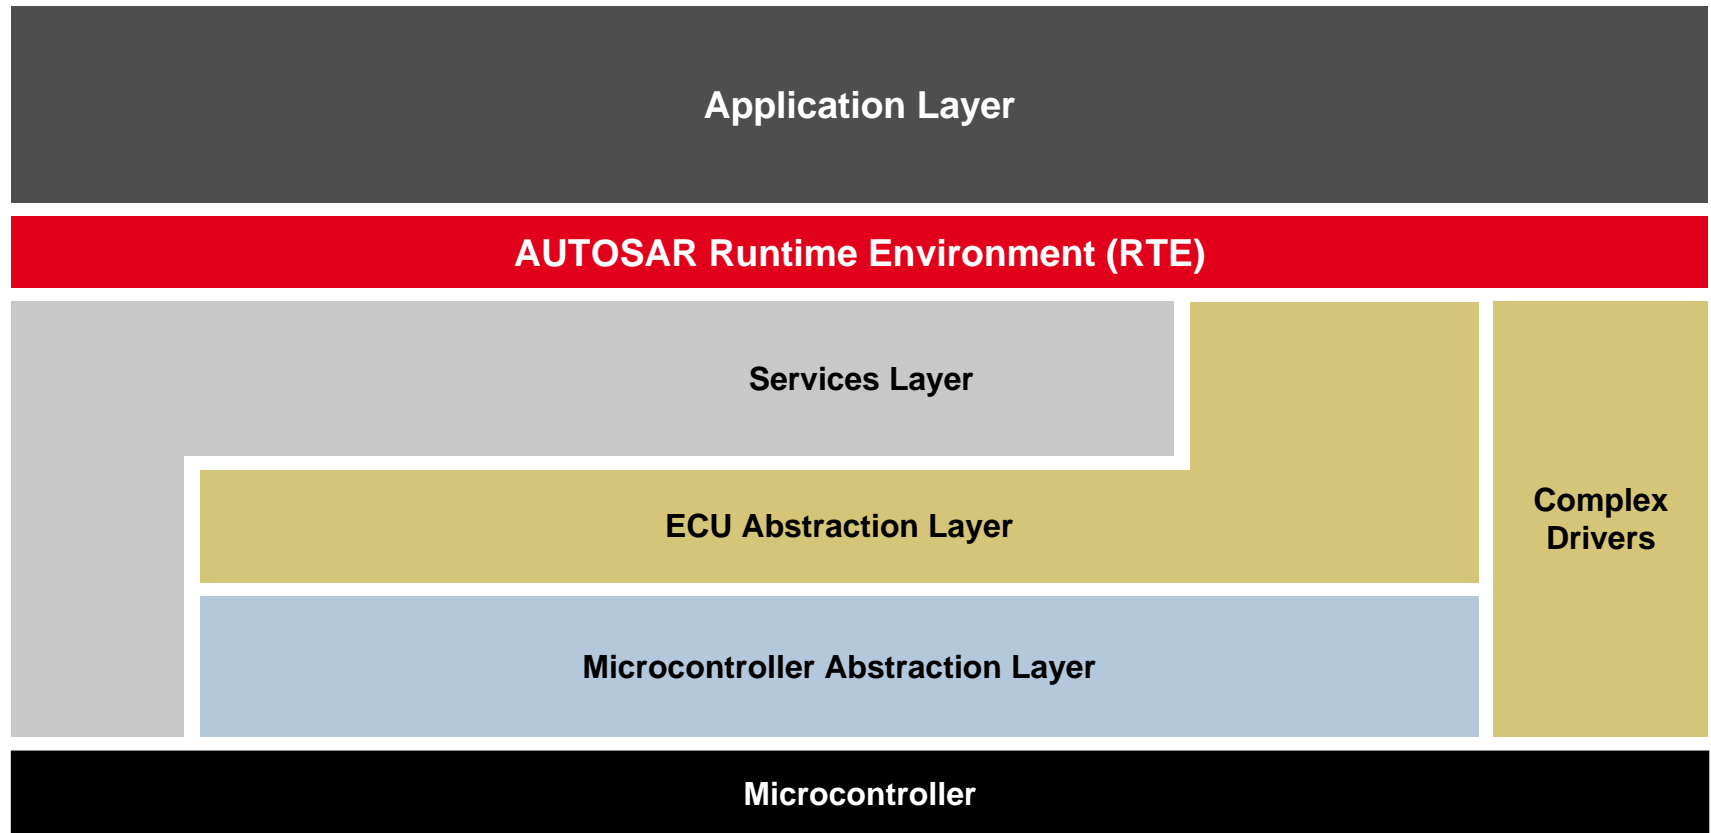 Application Layer
AUTOSAR Runtime Environment (RTE)
Services Layer
ECU Abstraction Layer
Complex
Drivers
Microcontroller Abstraction Layer
Microcontroller